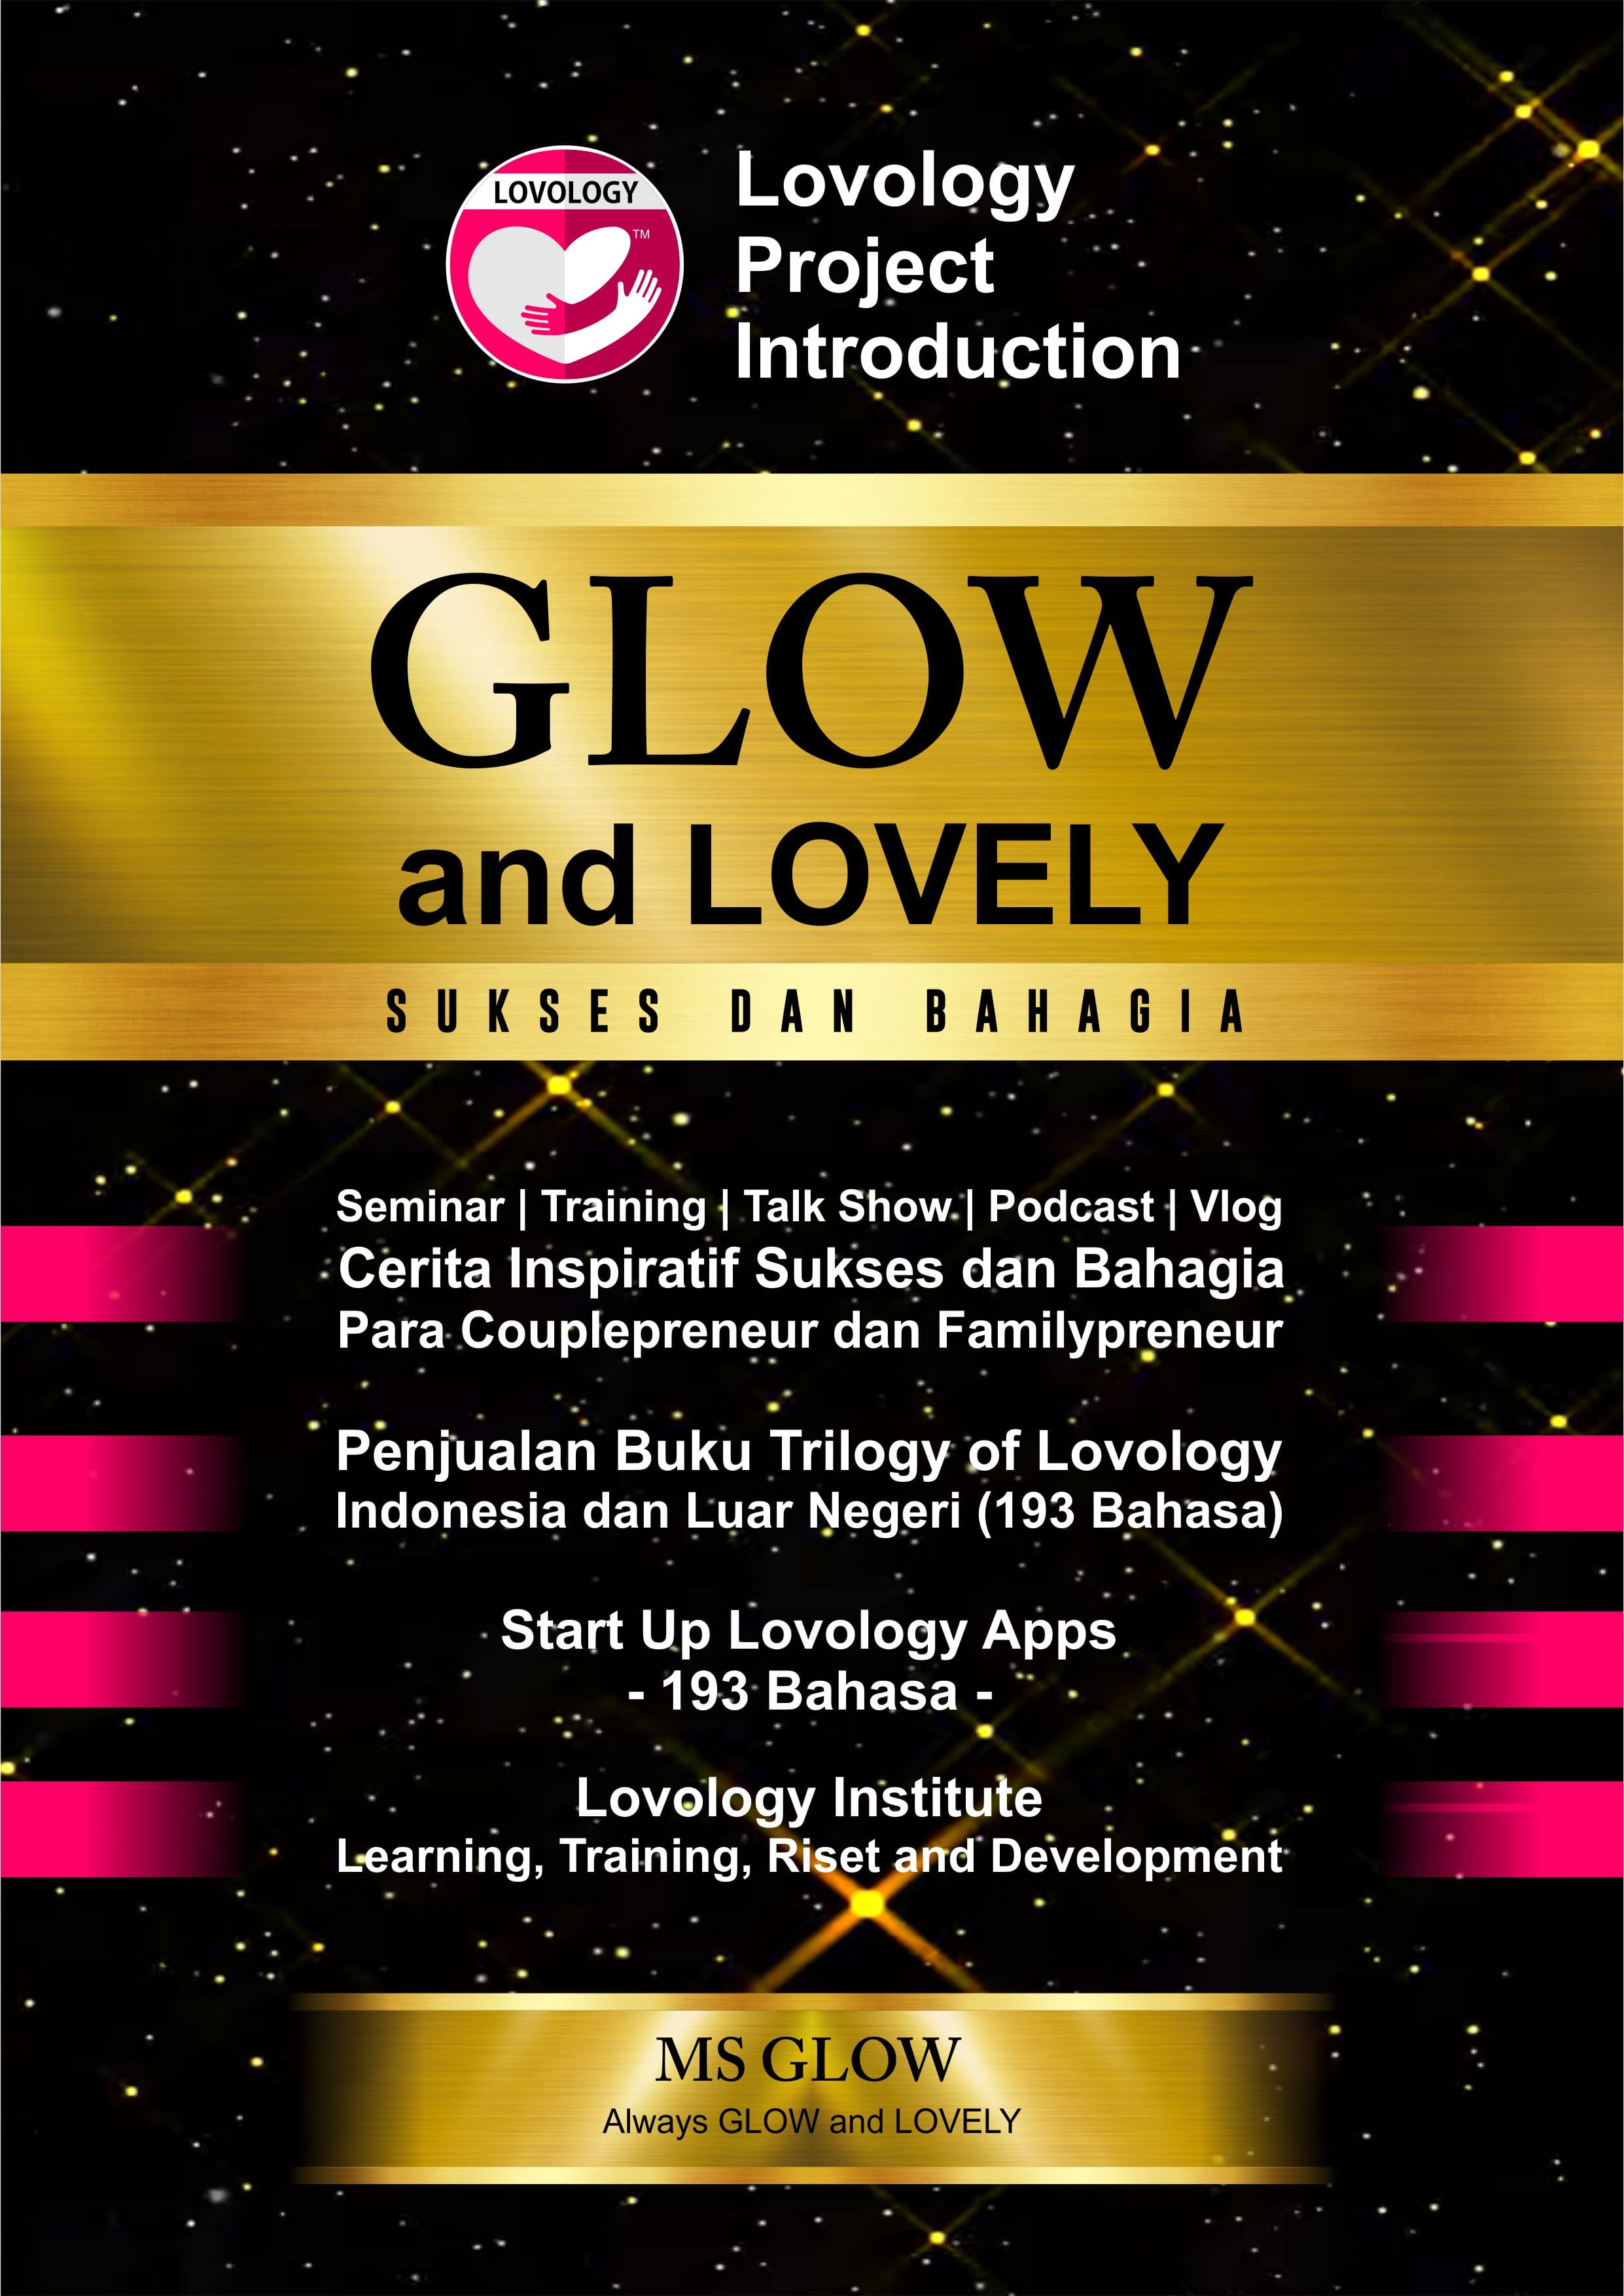 LOVOLOGY
TM
Lovology
Project
Introduction
GLOW
and LOVELY
SUKSES DAN BAHAGIA
Seminar | Training | Talk Show | Podcast | Vlog
Cerita Inspiratif Sukses dan Bahagia
Para Couplepreneur dan Familypreneur
Penjualan Buku Trilogy of Lovology
Indonesia dan Luar Negeri (193 Bahasa)
Start Up Lovology Apps
- 193 Bahasa -
Lovology Institute
Learning, Training, Riset and Development
MS GLOW
Always GLOW and LOVELY